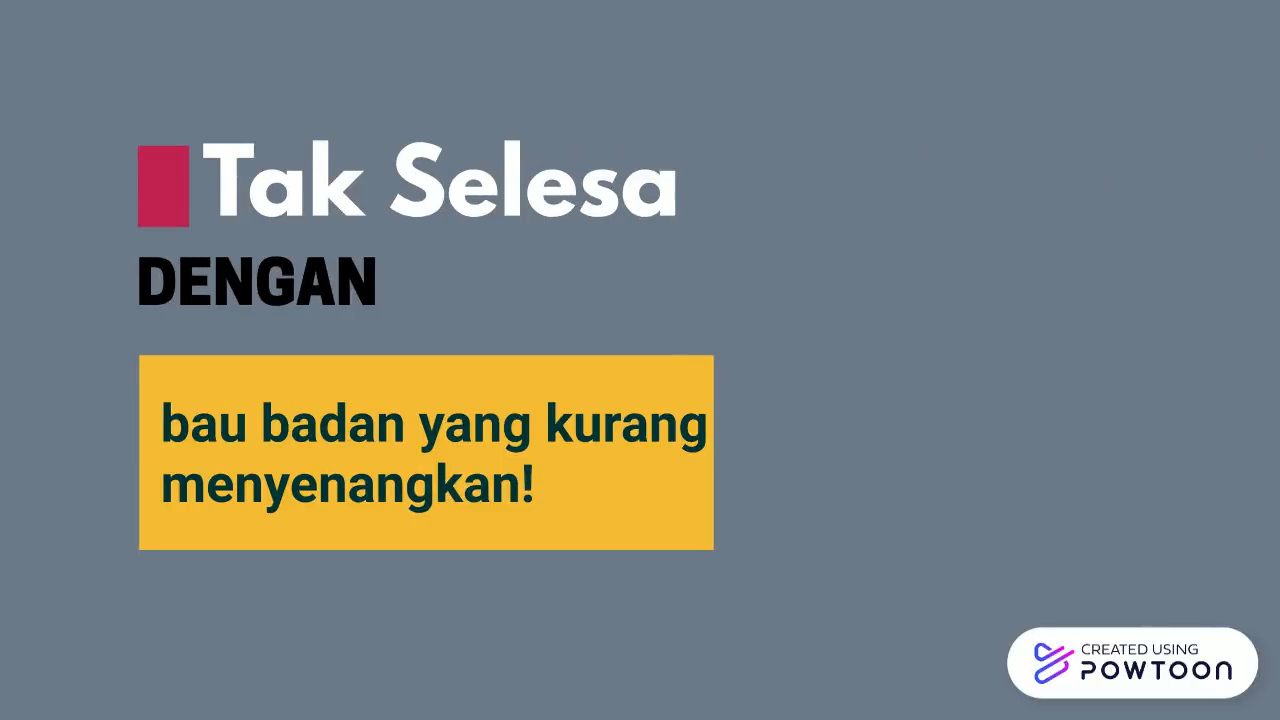 Tak Selesa
DENGAN
bau badan yang kurang
menyenangkan!
CREATED USING
POWTOON